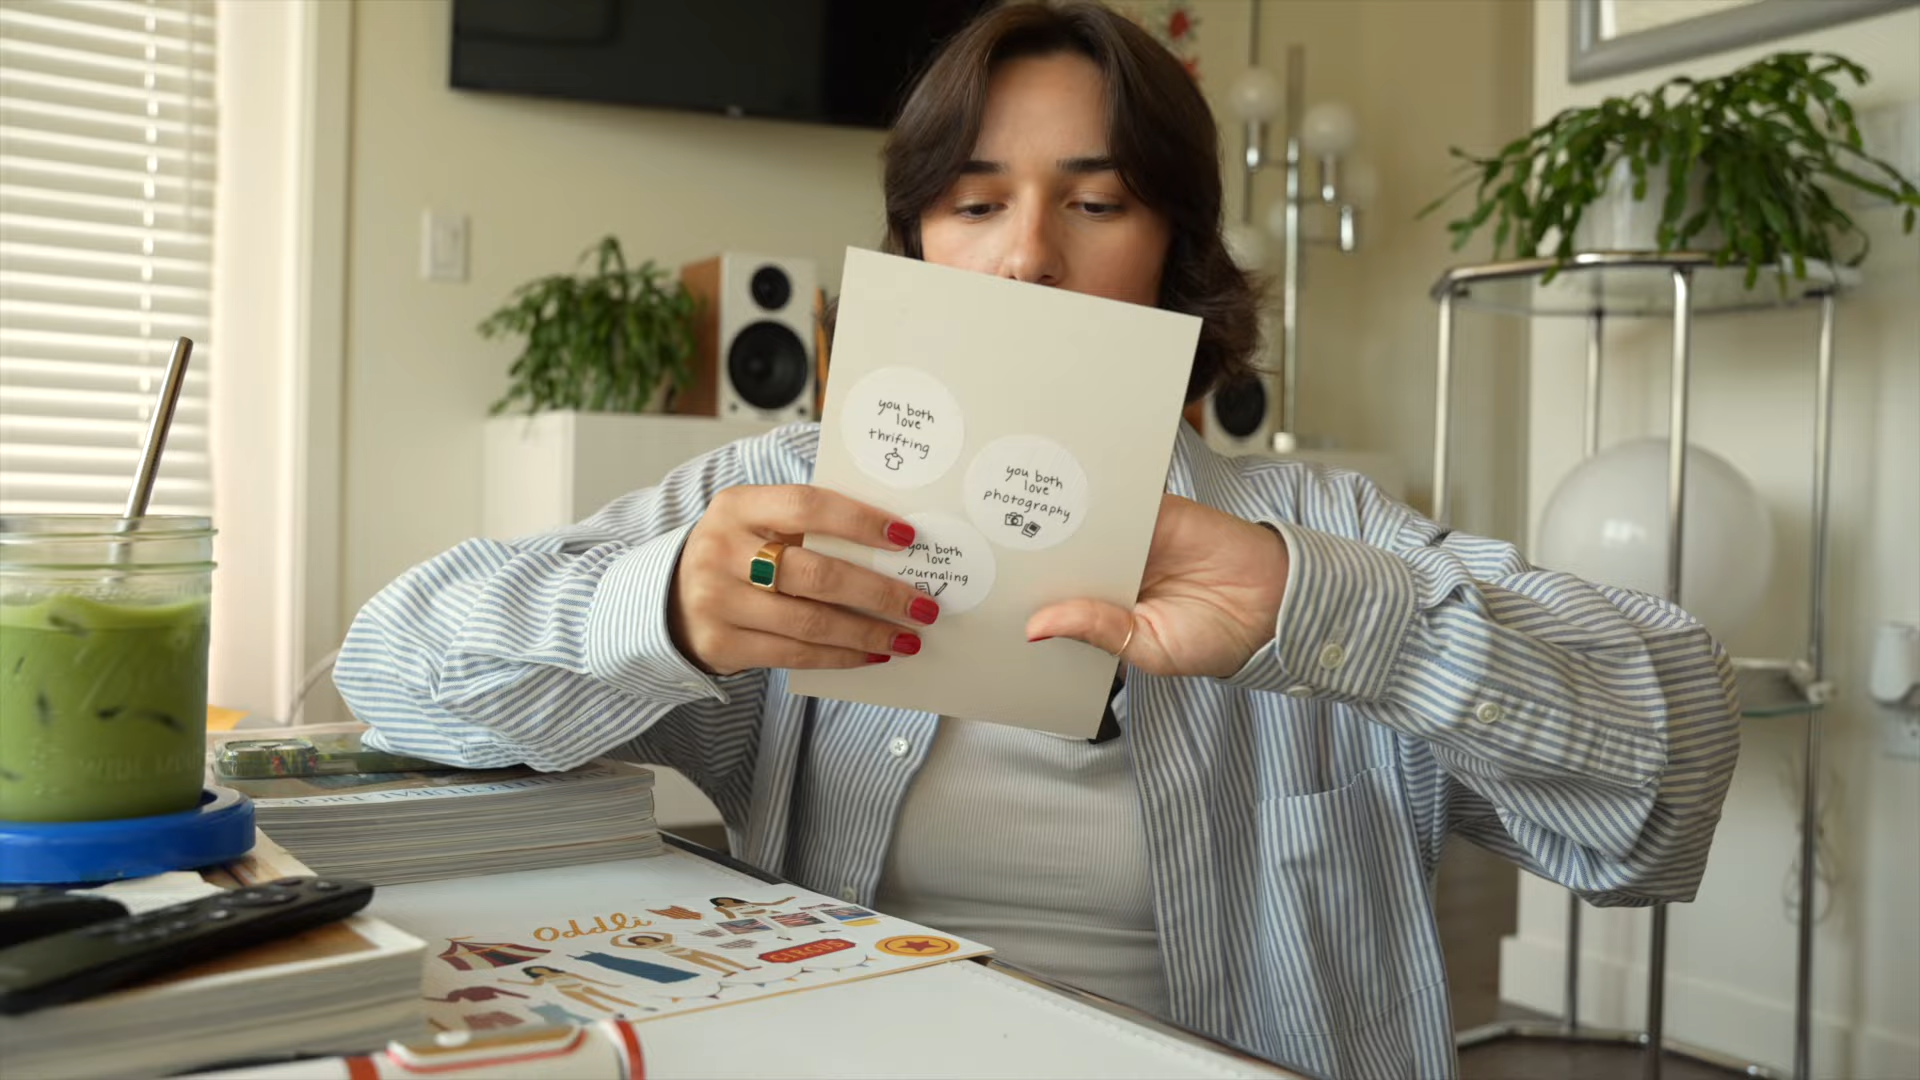 you both
love
thrifting
you both
love
photography
you both
love
journaling
Oddli
CIRCUS